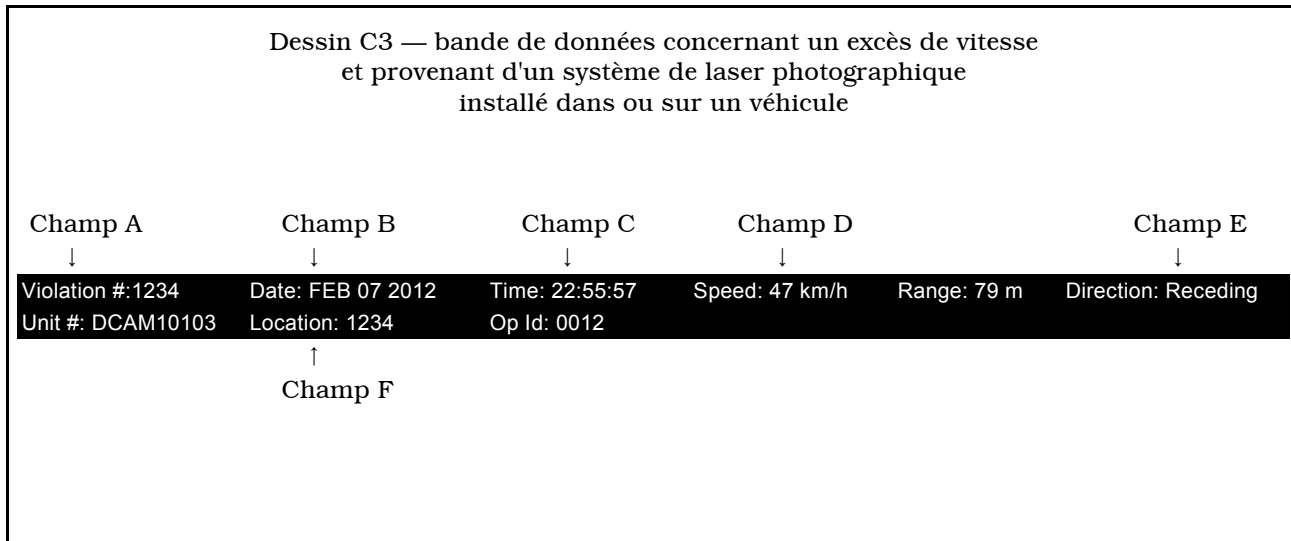 Dessin C3 — bande de données concernant un excès de vitesse
et provenant d'un système de laser photographique
installé dans ou sur un véhicule
Champ A Champ B Champ C Champ D Champ E
↓ ↓ ↓ ↓ ↓
Violation #:1234 Date: FEB 07 2012 Time: 22:55:57 Speed: 47 km/h Range: 79 m Direction: Receding
Unit #: DCAM10103 Location: 1234 Op Id: 0012
↑
Champ F